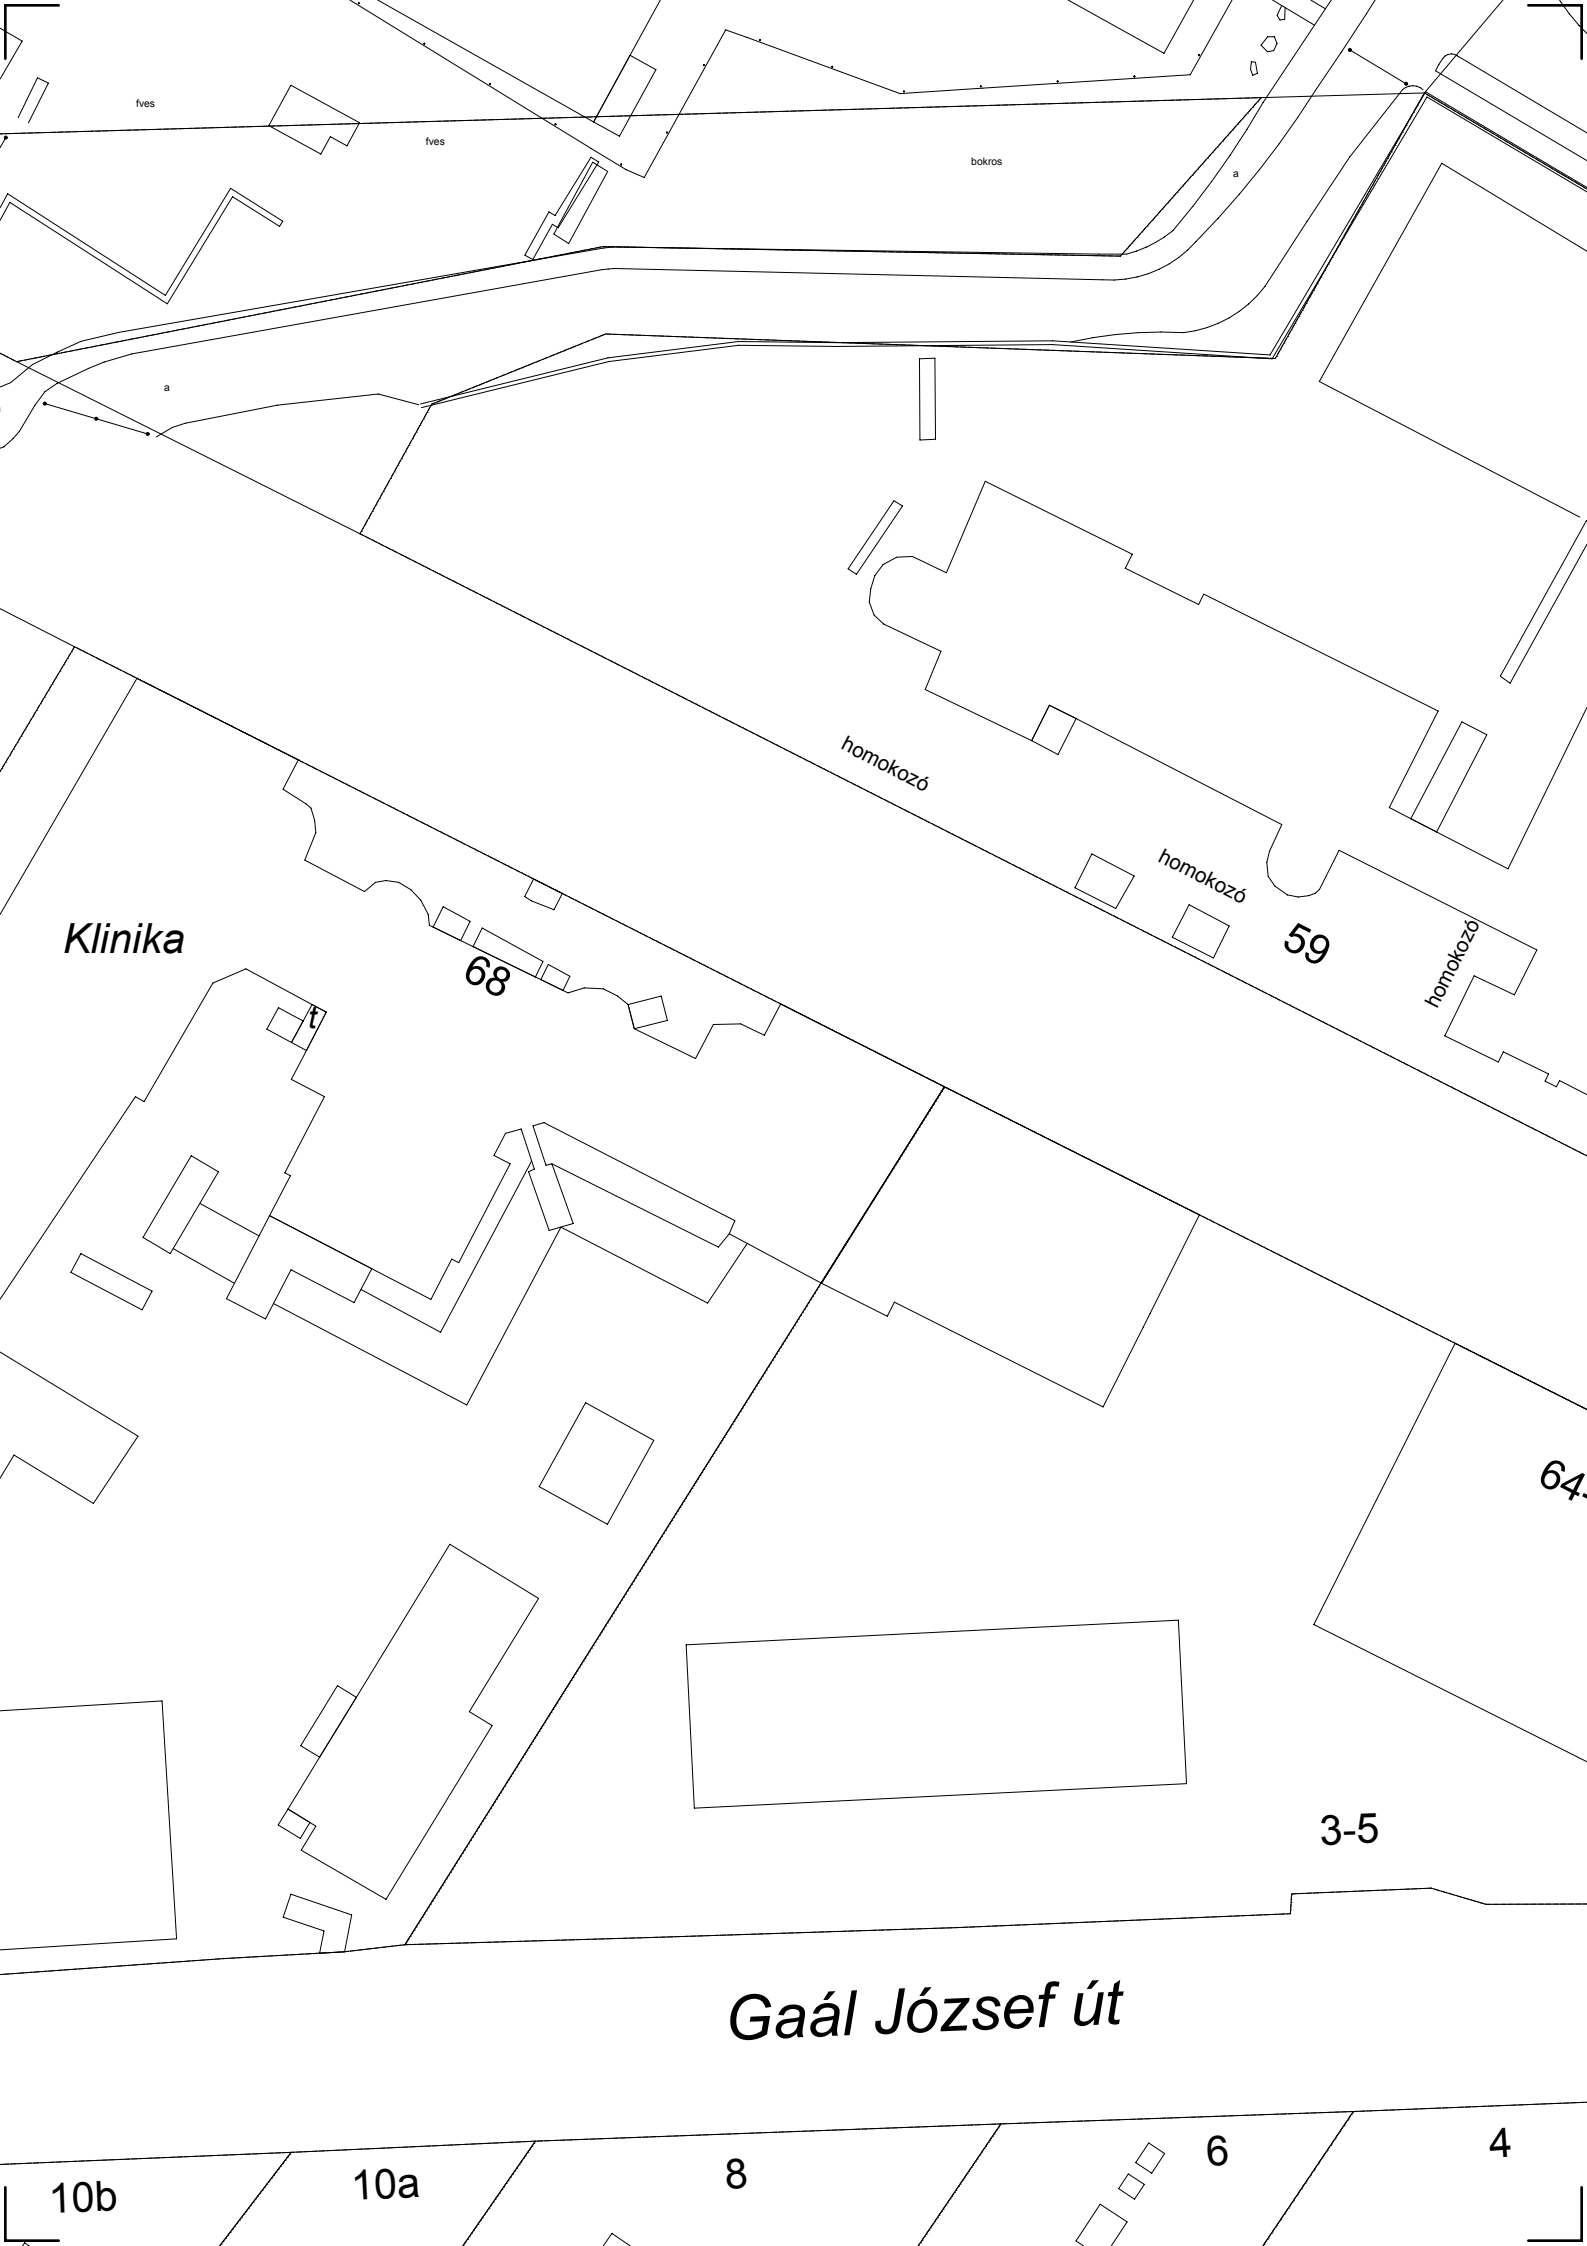 fves
fves
bokros
a
a
homokozó
homokozó
59
homokozó
Klinika
68
t
64-
3-5
Gaál József út
10b
10a
8
6
4